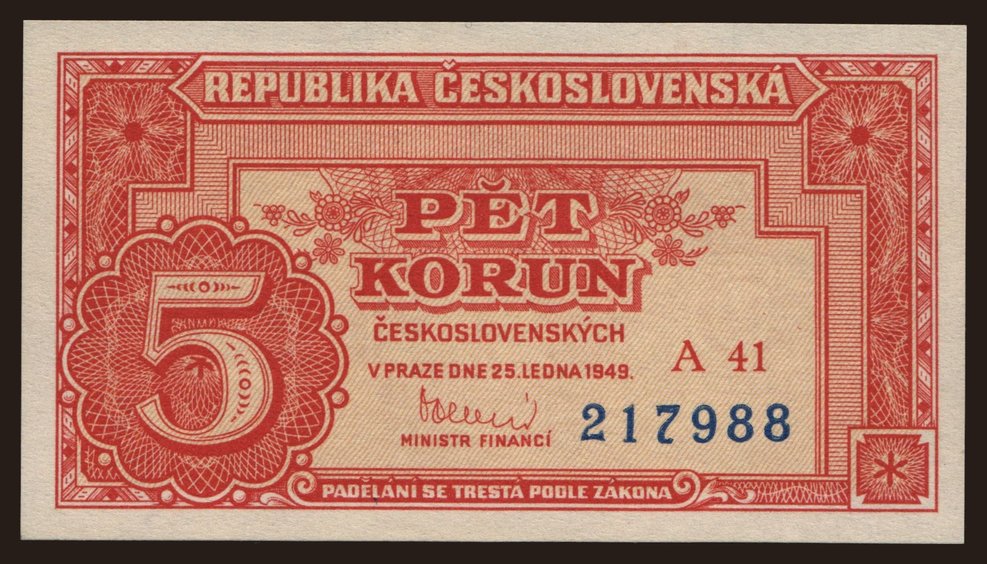 REPUBLIKA ČESKOSLOVENSKÁ
PĚT
KORUN
ČESKOSLOVENSKÝCH
V PRAZE DNE 25. LEDNA 1949.
A 41
5
217988
MINISTR FINANCÍ
PADĚLÁNÍ SE TRESTÁ PODLE ZÁKONA